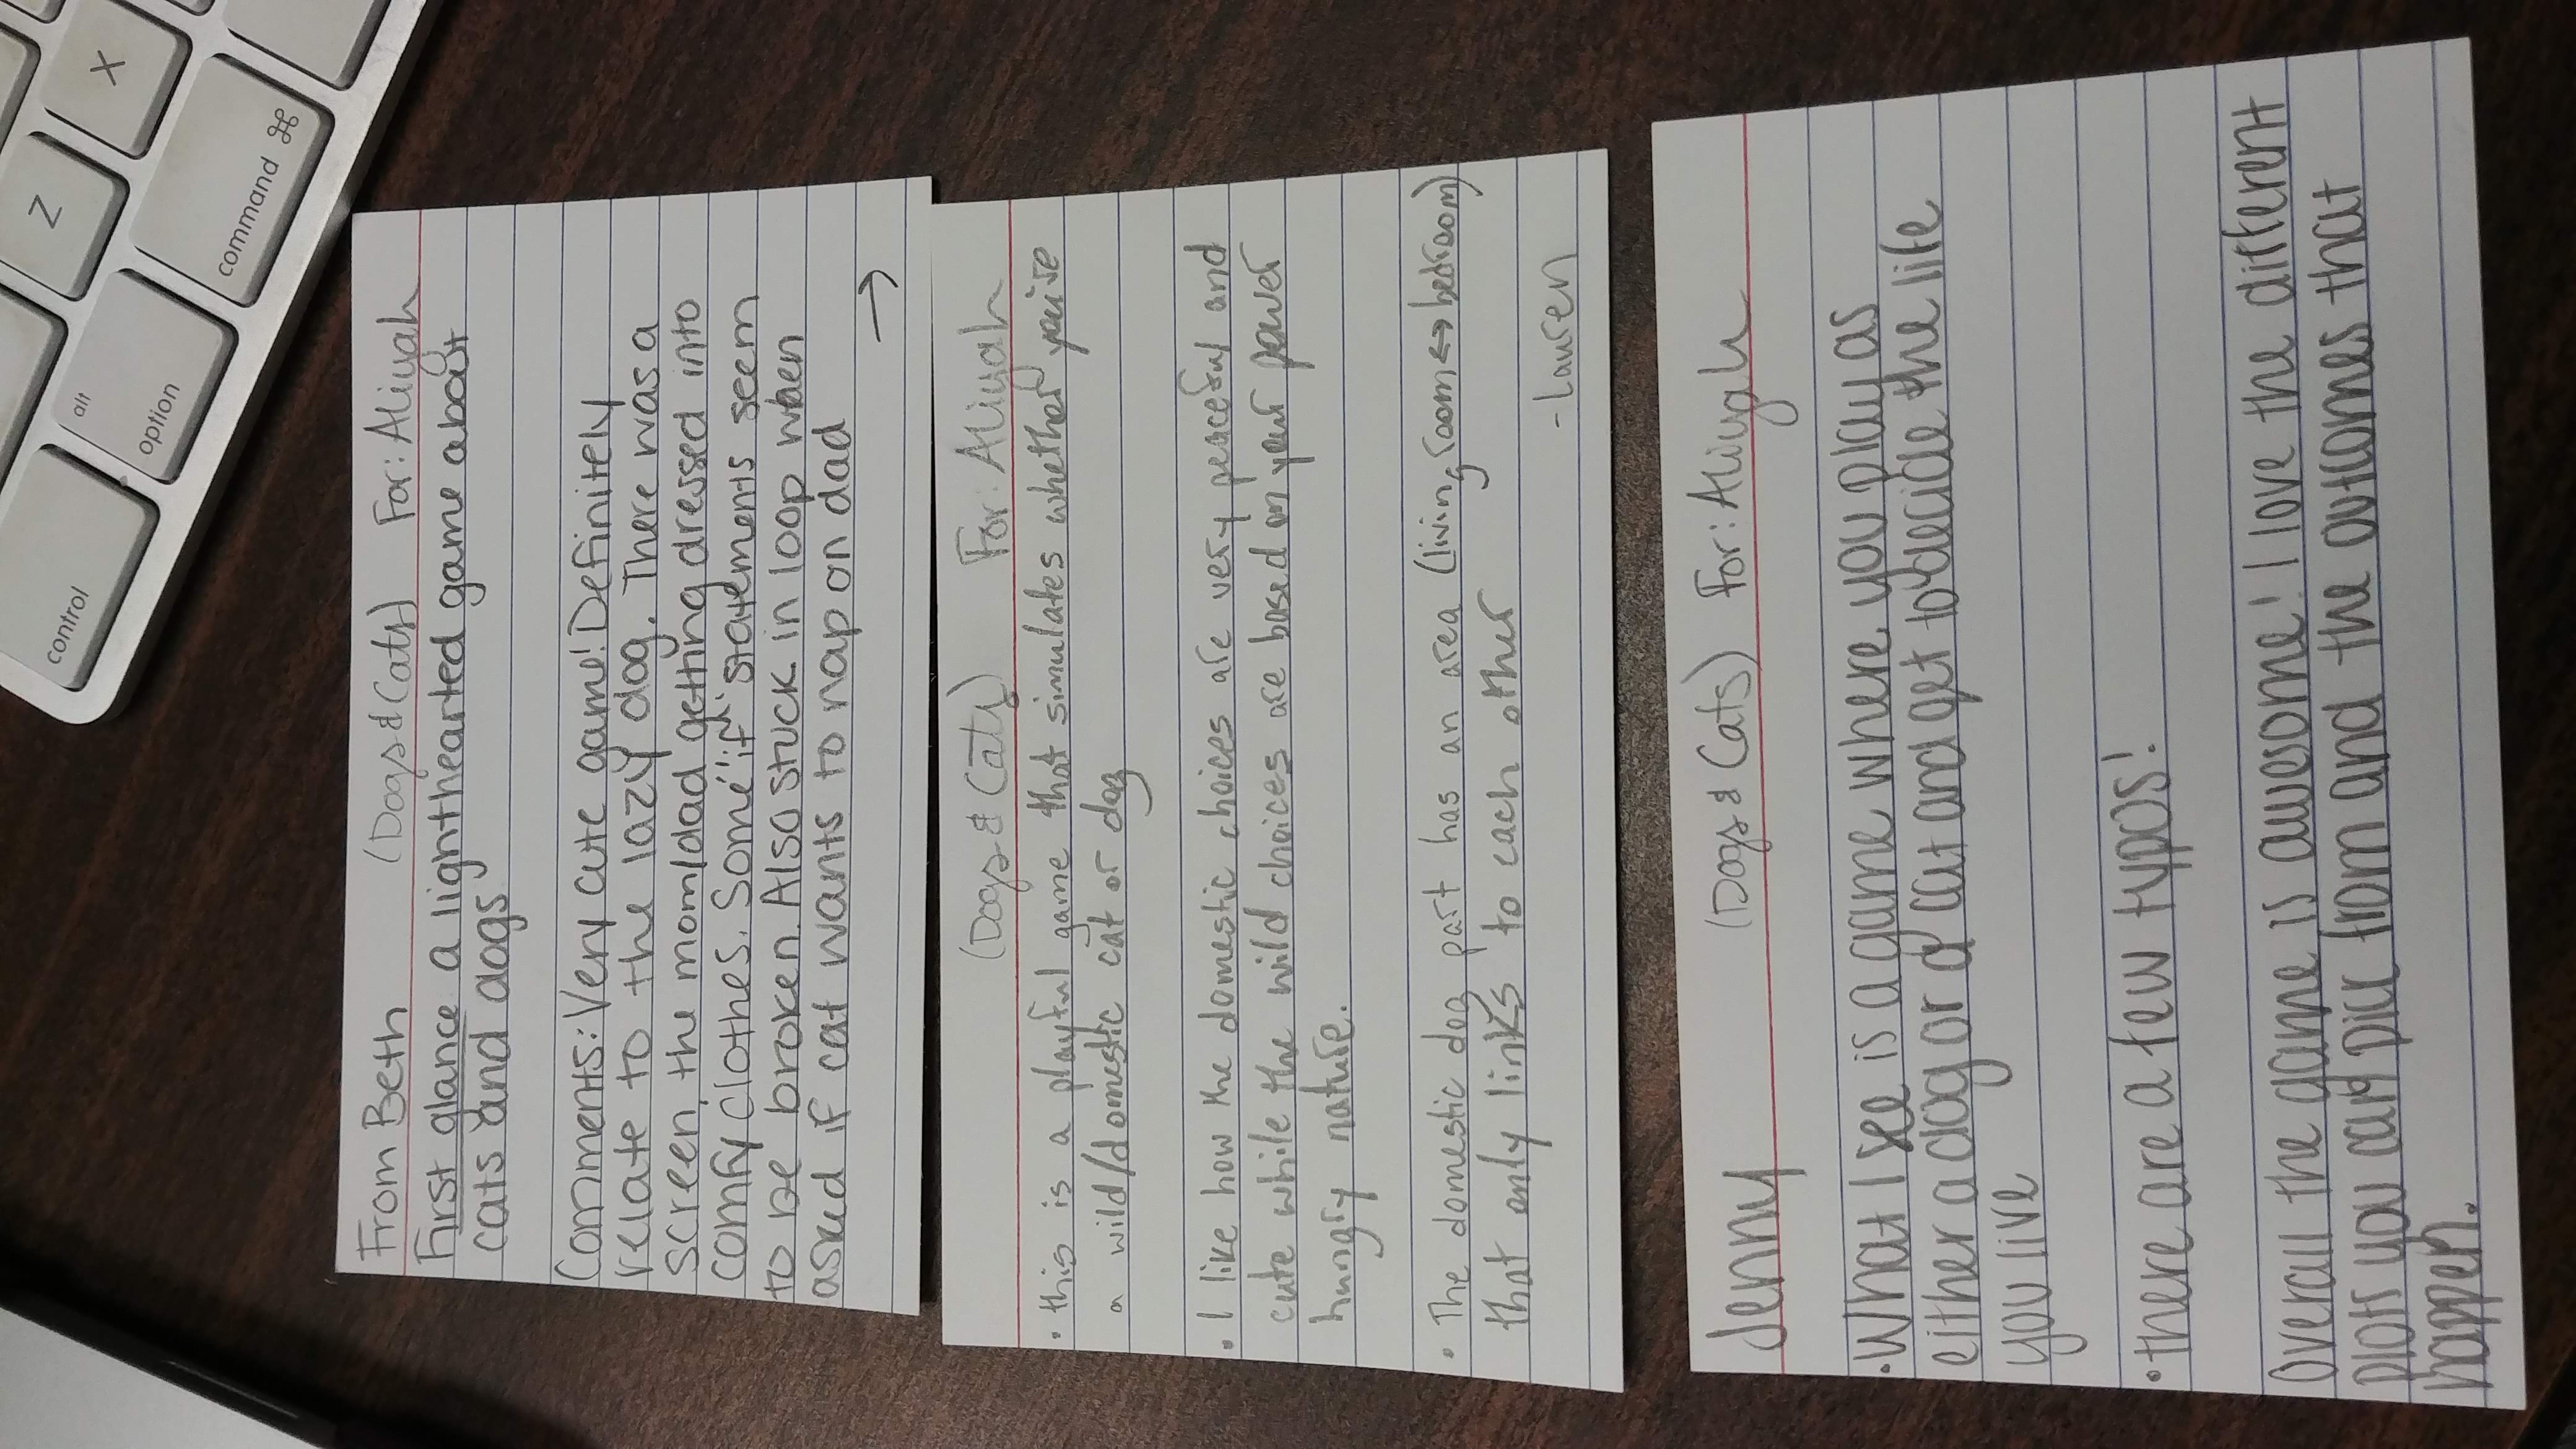 control
alt
option
Z
X
command ⌘
From Beth (Dogs & Cats) For: Aliyah
First glance a lighthearted game about
cats and dogs
Comments: Very cute game! Definitely
relate to the lazy dog. There was a
screen, the mom/dad getting dressed into
comfy clothes. Some "if" statements seem
to be broken. Also stuck in loop when
asked if cat wants to nap on dad
→
(Dogs & Cats) For: Aliyah
• this is a playful game that simulates whether you're
a wild/domestic cat or dog
• I like how the domestic choices are very peaceful and
cute while the wild choices are based on your power
hungry nature.
• The domestic dog part has an area (living room ↔ bedroom)
that only links to each other
- Lauren
Jenny (Dogs & Cats) For: Aliyah
• What I see is a game where you play as
either a dog or a cat and get to decide the life
you live
• there are a few typos!
Overall the game is awesome! I love the different
plots you can pick from and the outcomes that
happen.